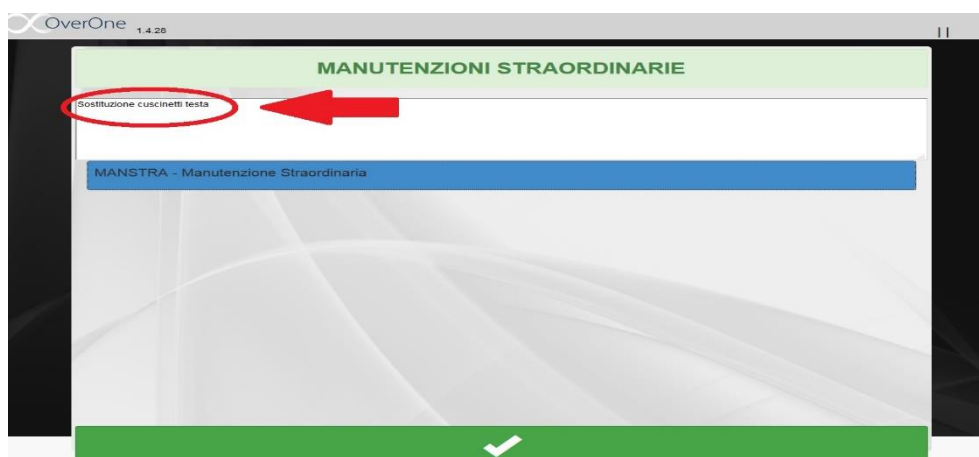 OverOne 1.4.28
MANUTENZIONI STRAORDINARIE
Sostituzione cuscinetti testa
MANSTRA - Manutenzione Straordinaria